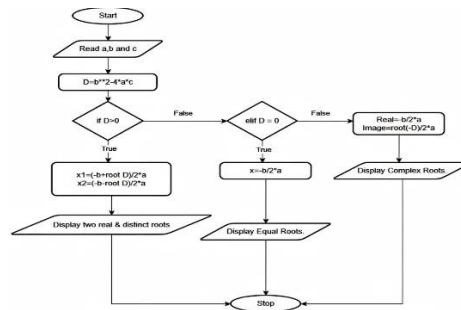 Start
Read a,b and c
D=b**2-4*a*c
if D>0
False
elif D = 0
False
Real=-b/2*a
Image=root(-D)/2*a
True
True
x1=(-b+root D)/2*a
x2=(-b-root D)/2*a
x=-b/2*a
Display Complex Roots.
Display two real & distinct roots
Display Equal Roots.
Stop